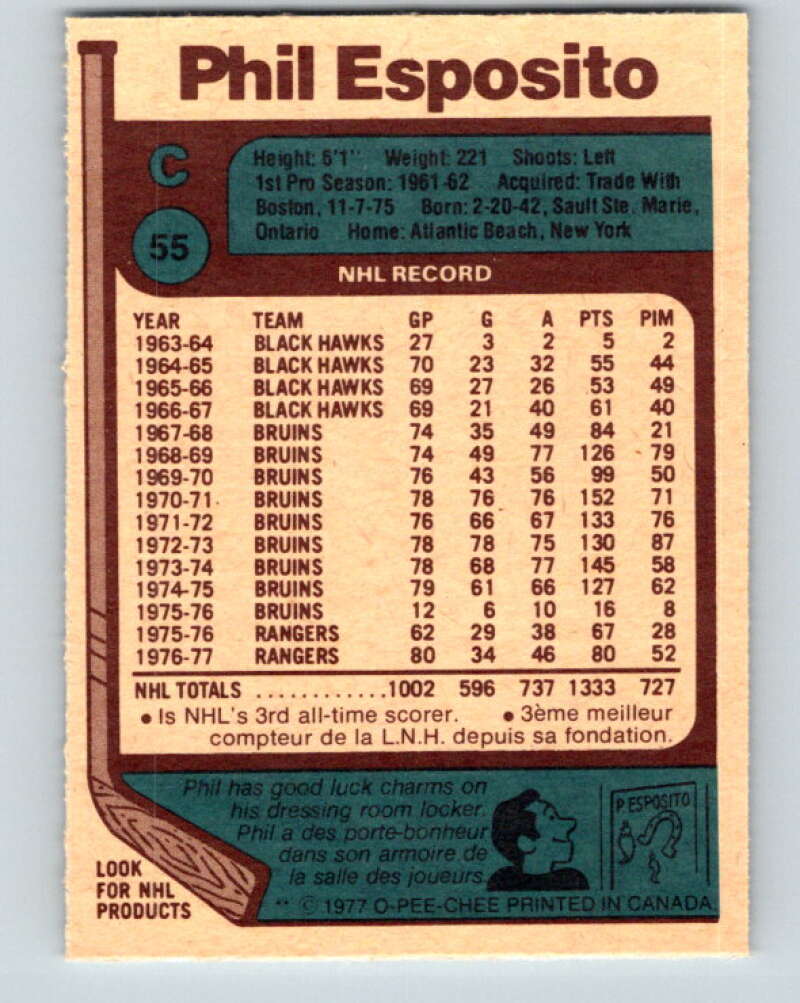 Phil Esposito
C
Height: 6'1" Weight: 221 Shoots: Left
1st Pro Season: 1961-62 Acquired: Trade With
Boston, 11-7-75 Born: 2-20-42, Sault Ste. Marie,
Ontario Home: Atlantic Beach, New York
55
NHL RECORD
YEAR TEAM GP G A PTS PIM
1963-64 BLACK HAWKS 27 3 2 5 2
1964-65 BLACK HAWKS 70 23 32 55 44
1965-66 BLACK HAWKS 69 27 26 53 49
1966-67 BLACK HAWKS 69 21 40 61 40
1967-68 BRUINS 74 35 49 84 21
1968-69 BRUINS 74 49 77 126 79
1969-70 BRUINS 76 43 56 99 50
1970-71 BRUINS 78 76 76 152 71
1971-72 BRUINS 76 66 67 133 76
1972-73 BRUINS 78 78 75 130 87
1973-74 BRUINS 78 68 77 145 58
1974-75 BRUINS 79 61 66 127 62
1975-76 BRUINS 12 6 10 16 8
1975-76 RANGERS 62 29 38 67 28
1976-77 RANGERS 80 34 46 80 52
NHL TOTALS ............1002 596 737 1333 727
• Is NHL's 3rd all-time scorer. • 3ème meilleur
compteur de la L.N.H. depuis sa fondation.
Phil has good luck charms on
his dressing room locker.
Phil a des porte-bonheur
dans son armoire de
la salle des joueurs.
P. ESPOSITO
LOOK
FOR NHL
PRODUCTS
** © 1977 O-PEE-CHEE PRINTED IN CANADA